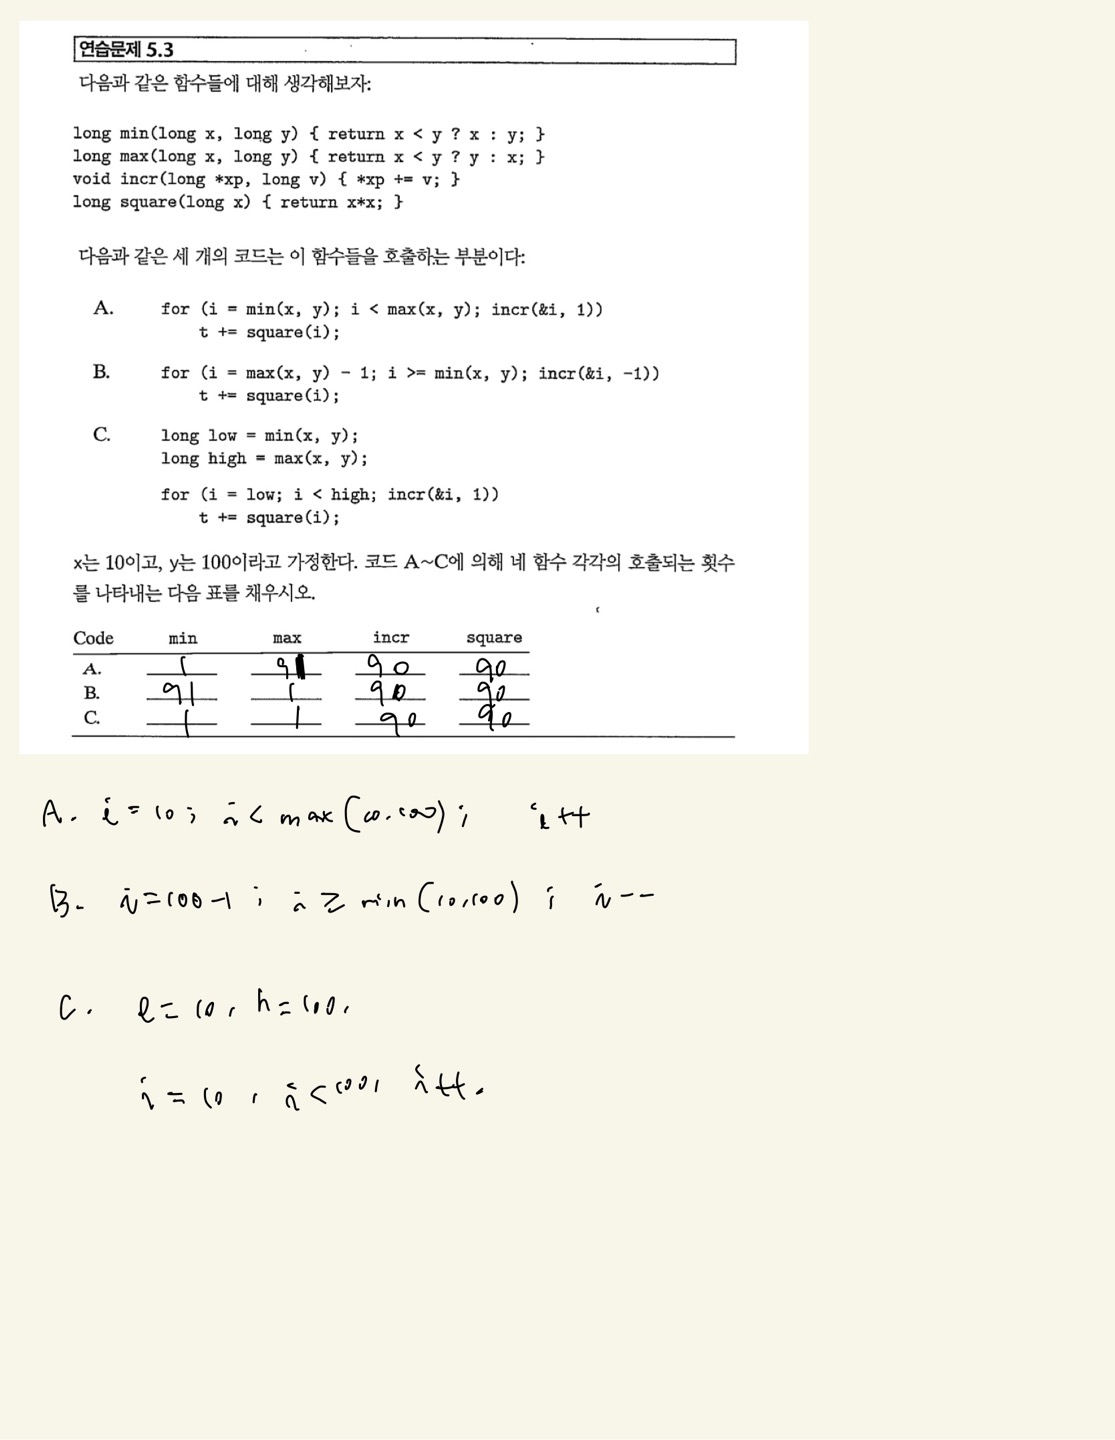 연습문제 5.3
다음과 같은 함수들에 대해 생각해보자:
long min(long x, long y) { return x < y ? x : y; }
long max(long x, long y) { return x < y ? y : x; }
void incr(long *xp, long v) { *xp += v; }
long square(long x) { return x*x; }
다음과 같은 세 개의 코드는 이 함수들을 호출하는 부분이다:
A. for (i = min(x, y); i < max(x, y); incr(&i, 1))
t += square(i);
B. for (i = max(x, y) - 1; i >= min(x, y); incr(&i, -1))
t += square(i);
C. long low = min(x, y);
long high = max(x, y);
for (i = low; i < high; incr(&i, 1))
t += square(i);
x는 10이고, y는 100이라고 가정한다. 코드 A~C에 의해 네 함수 각각의 호출되는 횟수
를 나타내는 다음 표를 채우시오.
Code min max incr square
A. 1 91 90 90
B. 91 1 90 90
C. 1 1 90 90
A. i = 10 ; i < max (10, 100) ; i++
B. i = 100 -1 ; i ≥ min (10, 100) ; i--
C. l = 10, h = 100,
i = 10, i < 100, i++.